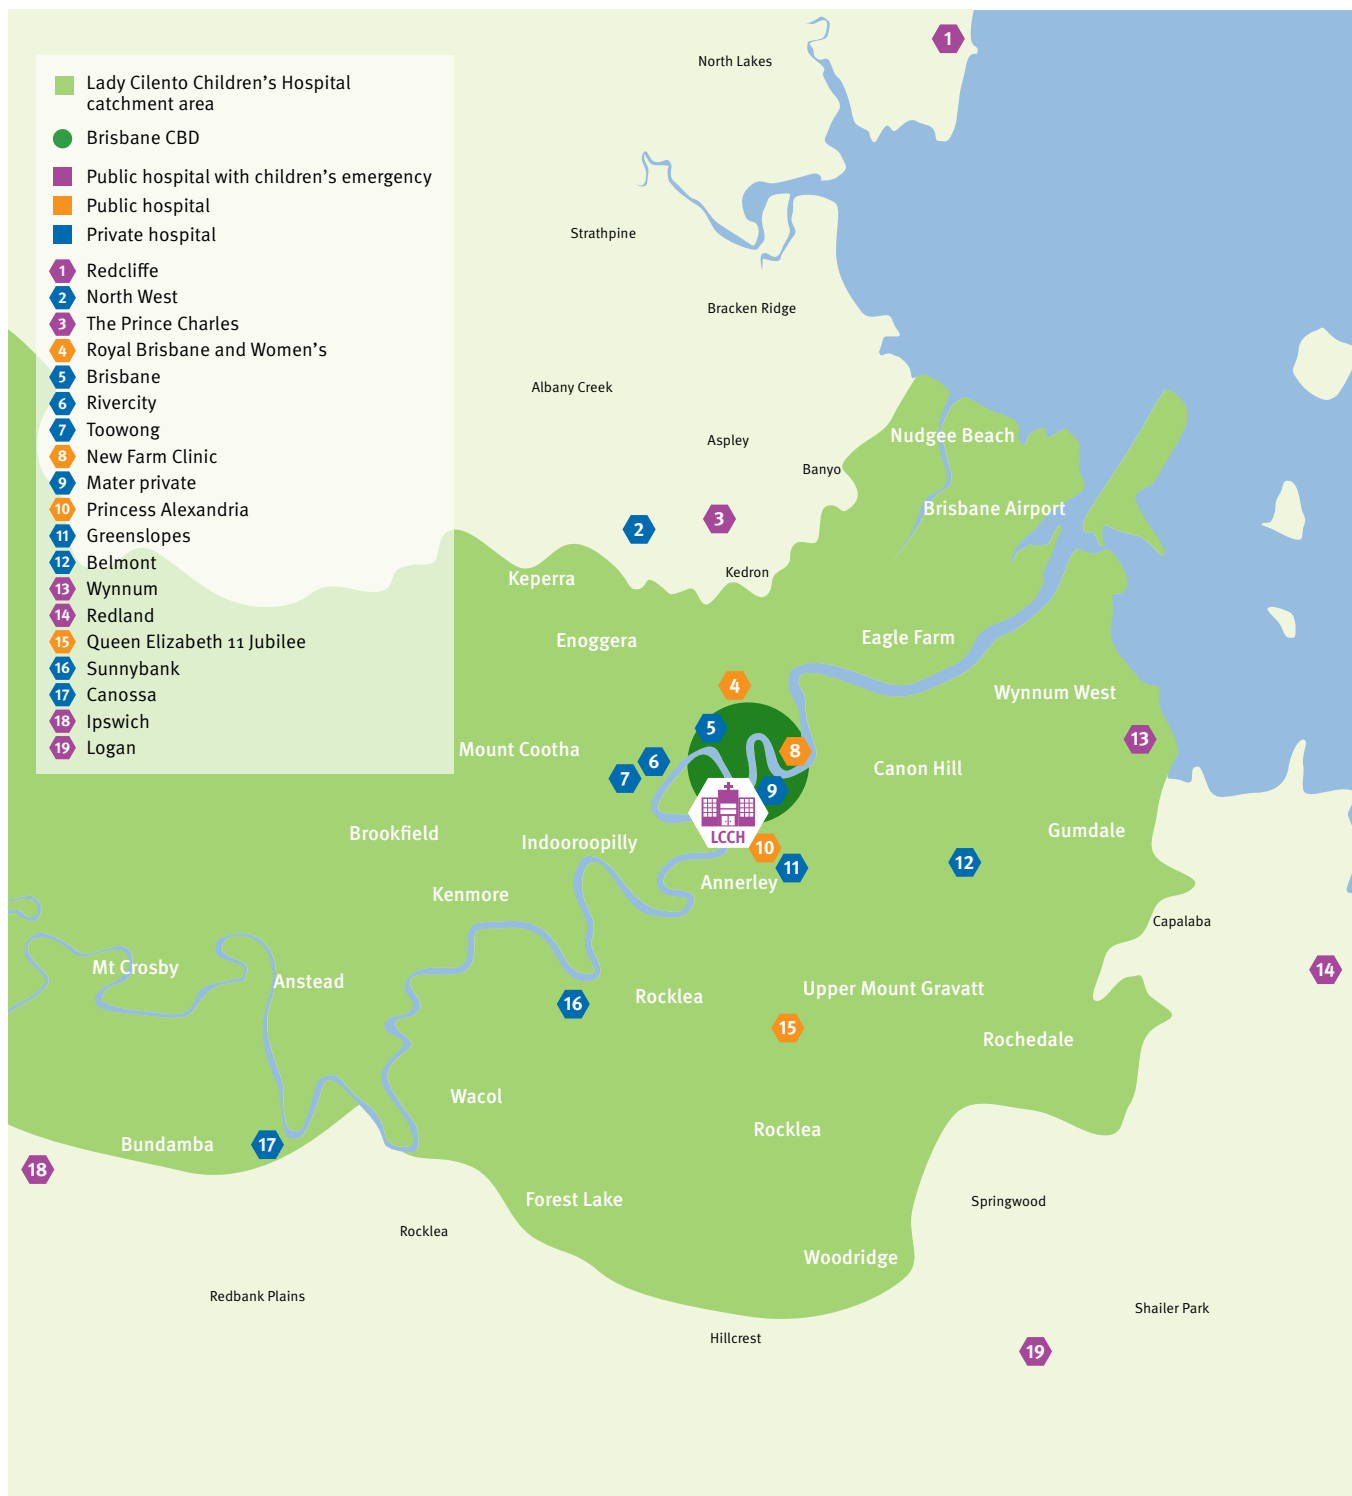 Lady Cilento Children’s Hospital
catchment area
Brisbane CBD
Public hospital with children’s emergency
Public hospital
Private hospital
1 Redcliffe
2 North West
3 The Prince Charles
4 Royal Brisbane and Women’s
5 Brisbane
6 Rivercity
7 Toowong
8 New Farm Clinic
9 Mater private
10 Princess Alexandria
11 Greenslopes
12 Belmont
13 Wynnum
14 Redland
15 Queen Elizabeth 11 Jubilee
16 Sunnybank
17 Canossa
18 Ipswich
19 Logan
1
North Lakes
Strathpine
Bracken Ridge
Albany Creek
Nudgee Beach
Aspley
Banyo
Brisbane Airport
3
2
Kedron
Keperra
Eagle Farm
Enoggera
4
Wynnum West
5
13
Mount Cootha
8
6
Canon Hill
7
9
Gumdale
Brookfield
LCCH
Indooroopilly
10
12
11
Annerley
Kenmore
Capalaba
Mt Crosby
14
Anstead
Upper Mount Gravatt
Rocklea
16
15
Rochedale
Wacol
Rocklea
Bundamba
17
18
Forest Lake
Springwood
Rocklea
Woodridge
Redbank Plains
Shailer Park
Hillcrest
19